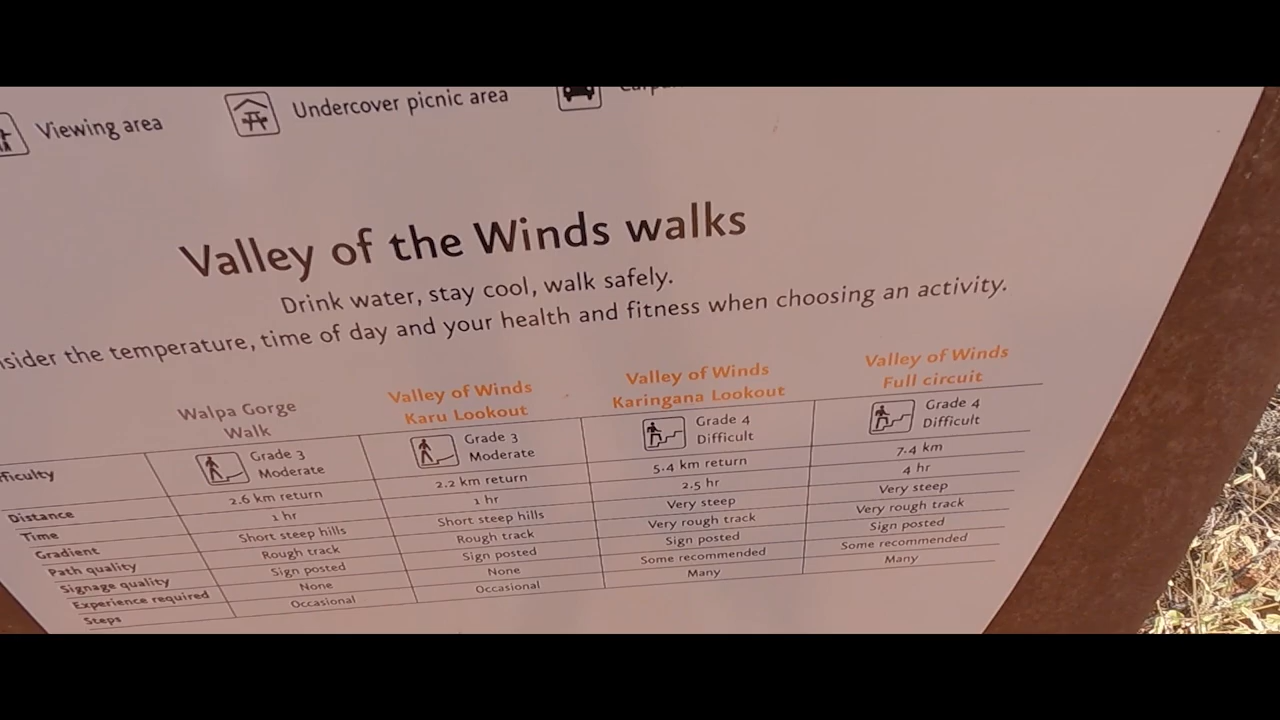 Viewing area
Undercover picnic area
Valley of the Winds walks
Drink water, stay cool, walk safely.
the temperature, time of day and your health and fitness when choosing an activity.
Walpa Gorge Walk
Valley of Winds Karu Lookout
Valley of Winds Karingana Lookout
Valley of Winds Full circuit
Grade 3 Moderate
Grade 3 Moderate
Grade 4 Difficult
Grade 4 Difficult
Distance 2.6 km return 2.2 km return 5.4 km return 7.4 km
Time 1 hr 1 hr 2.5 hr 4 hr
Gradient Short steep hills Short steep hills Very steep Very steep
Path quality Rough track Rough track Very rough track Very rough track
Signage quality Sign posted Sign posted Sign posted Sign posted
Experience required None None Some recommended Some recommended
Steps Occasional Occasional Many Many